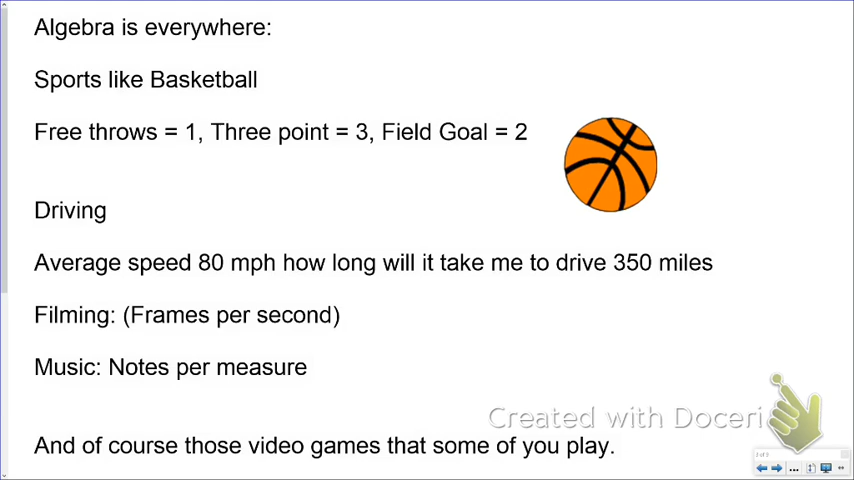 Algebra is everywhere:
Sports like Basketball
Free throws = 1, Three point = 3, Field Goal = 2
Driving
Average speed 80 mph how long will it take me to drive 350 miles
Filming: (Frames per second)
Music: Notes per measure
Created with Doceri
And of course those video games that some of you play.